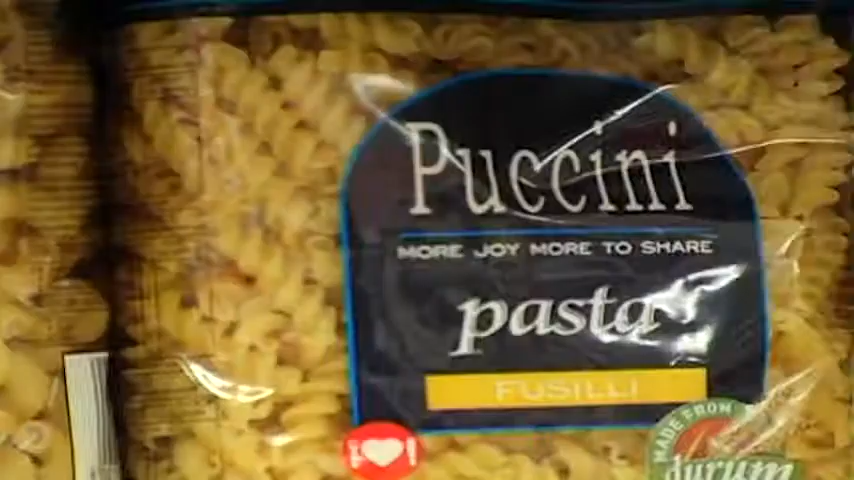 Puccini
MORE JOY MORE TO SHARE
pasta
FUSILLI
MADE FROM
durum